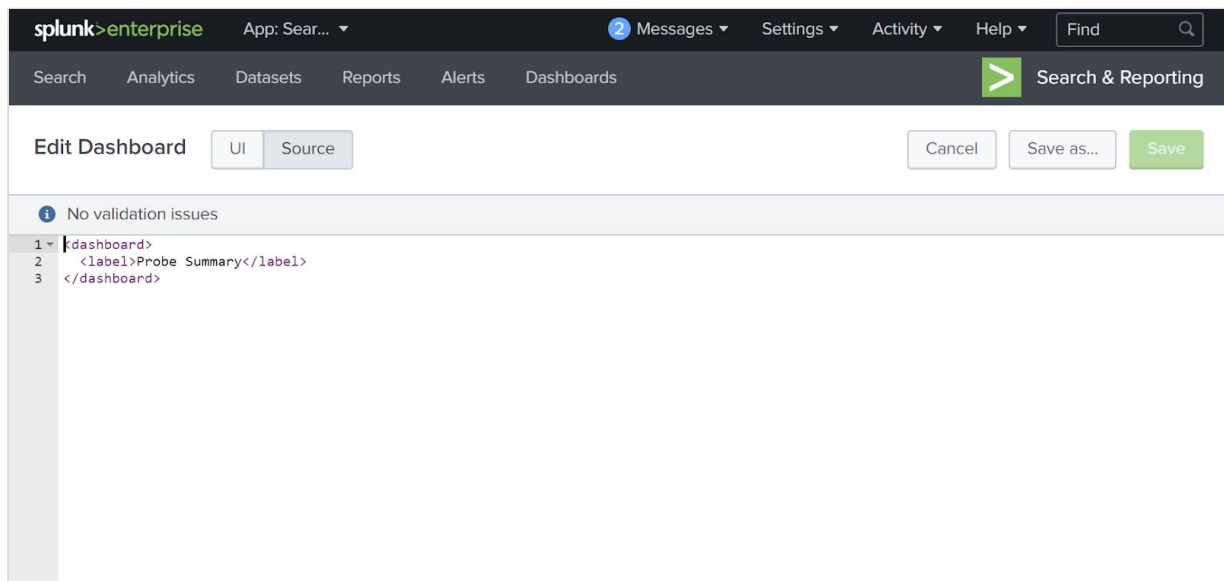 splunk>enterprise App: Sear... 2 Messages Settings Activity Help Find
Search Analytics Datasets Reports Alerts Dashboards > Search & Reporting
Edit Dashboard UI Source Cancel Save as... Save
i No validation issues
1 <dashboard>
2 <label>Probe Summary</label>
3 </dashboard>